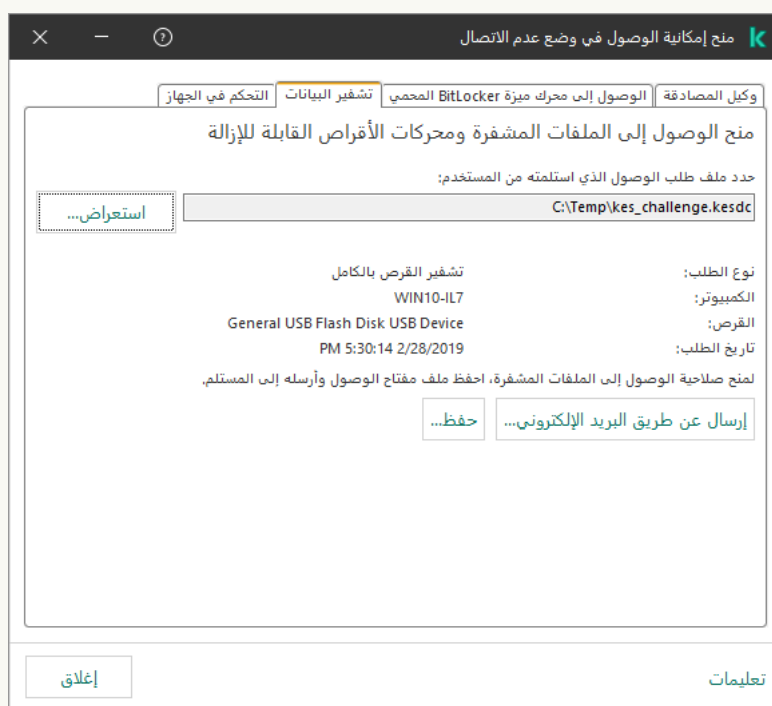 منح إمكانية الوصول في وضع عدم الاتصال
وكيل المصادقة
الوصول إلى محرك ميزة BitLocker المحمي
تشفير البيانات
التحكم في الجهاز
منح الوصول إلى الملفات المشفرة ومحركات الأقراص القابلة للإزالة
حدد ملف طلب الوصول الذي استلمته من المستخدم:
C:\Temp\kes_challenge.kesdc
استعراض...
نوع الطلب: تشفير القرص بالكامل
الكمبيوتر: WIN10-IL7
القرص: General USB Flash Disk USB Device
تاريخ الطلب: PM 5:30:14 2/28/2019
لمنح صلاحية الوصول إلى الملفات المشفرة، احفظ ملف مفتاح الوصول وأرسله إلى المستلم.
إرسال عن طريق البريد الإلكتروني...
حفظ...
تعليمات
إغلاق